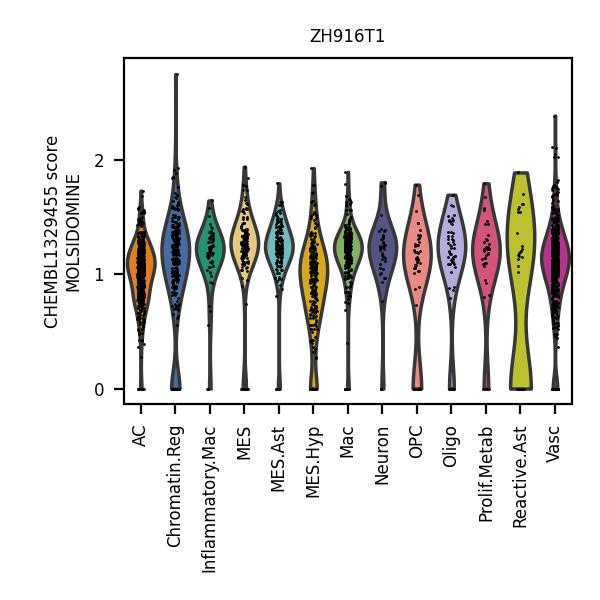 ZH916T1
CHEMBL1329455 score
MOLSIDOMINE
2
1
0
AC
Chromatin.Reg
Inflammatory.Mac
MES
MES.Ast
MES.Hyp
Mac
Neuron
OPC
Oligo
Prolif.Metab
Reactive.Ast
Vasc